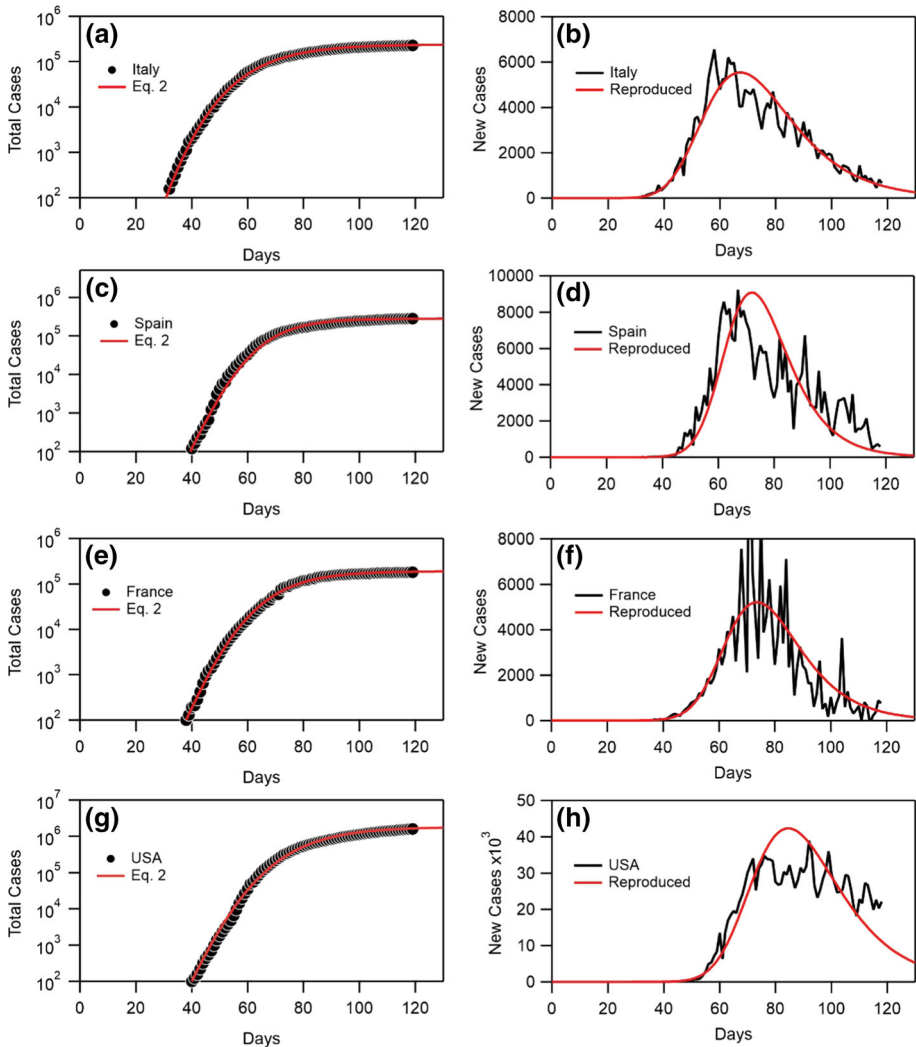 (a)
Total Cases
10^6
10^5
10^4
10^3
10^2
Italy
Eq. 2
0 20 40 60 80 100 120
Days
(b)
New Cases
8000
6000
4000
2000
0
Italy
Reproduced
0 20 40 60 80 100 120
Days
(c)
Total Cases
10^6
10^5
10^4
10^3
10^2
Spain
Eq. 2
0 20 40 60 80 100 120
Days
(d)
New Cases
10000
8000
6000
4000
2000
0
Spain
Reproduced
0 20 40 60 80 100 120
Days
(e)
Total Cases
10^6
10^5
10^4
10^3
10^2
France
Eq. 2
0 20 40 60 80 100 120
Days
(f)
New Cases
8000
6000
4000
2000
0
France
Reproduced
0 20 40 60 80 100 120
Days
(g)
Total Cases
10^7
10^6
10^5
10^4
10^3
10^2
USA
Eq. 2
0 20 40 60 80 100 120
Days
(h)
New Cases x10^3
50
40
30
20
10
0
USA
Reproduced
0 20 40 60 80 100 120
Days